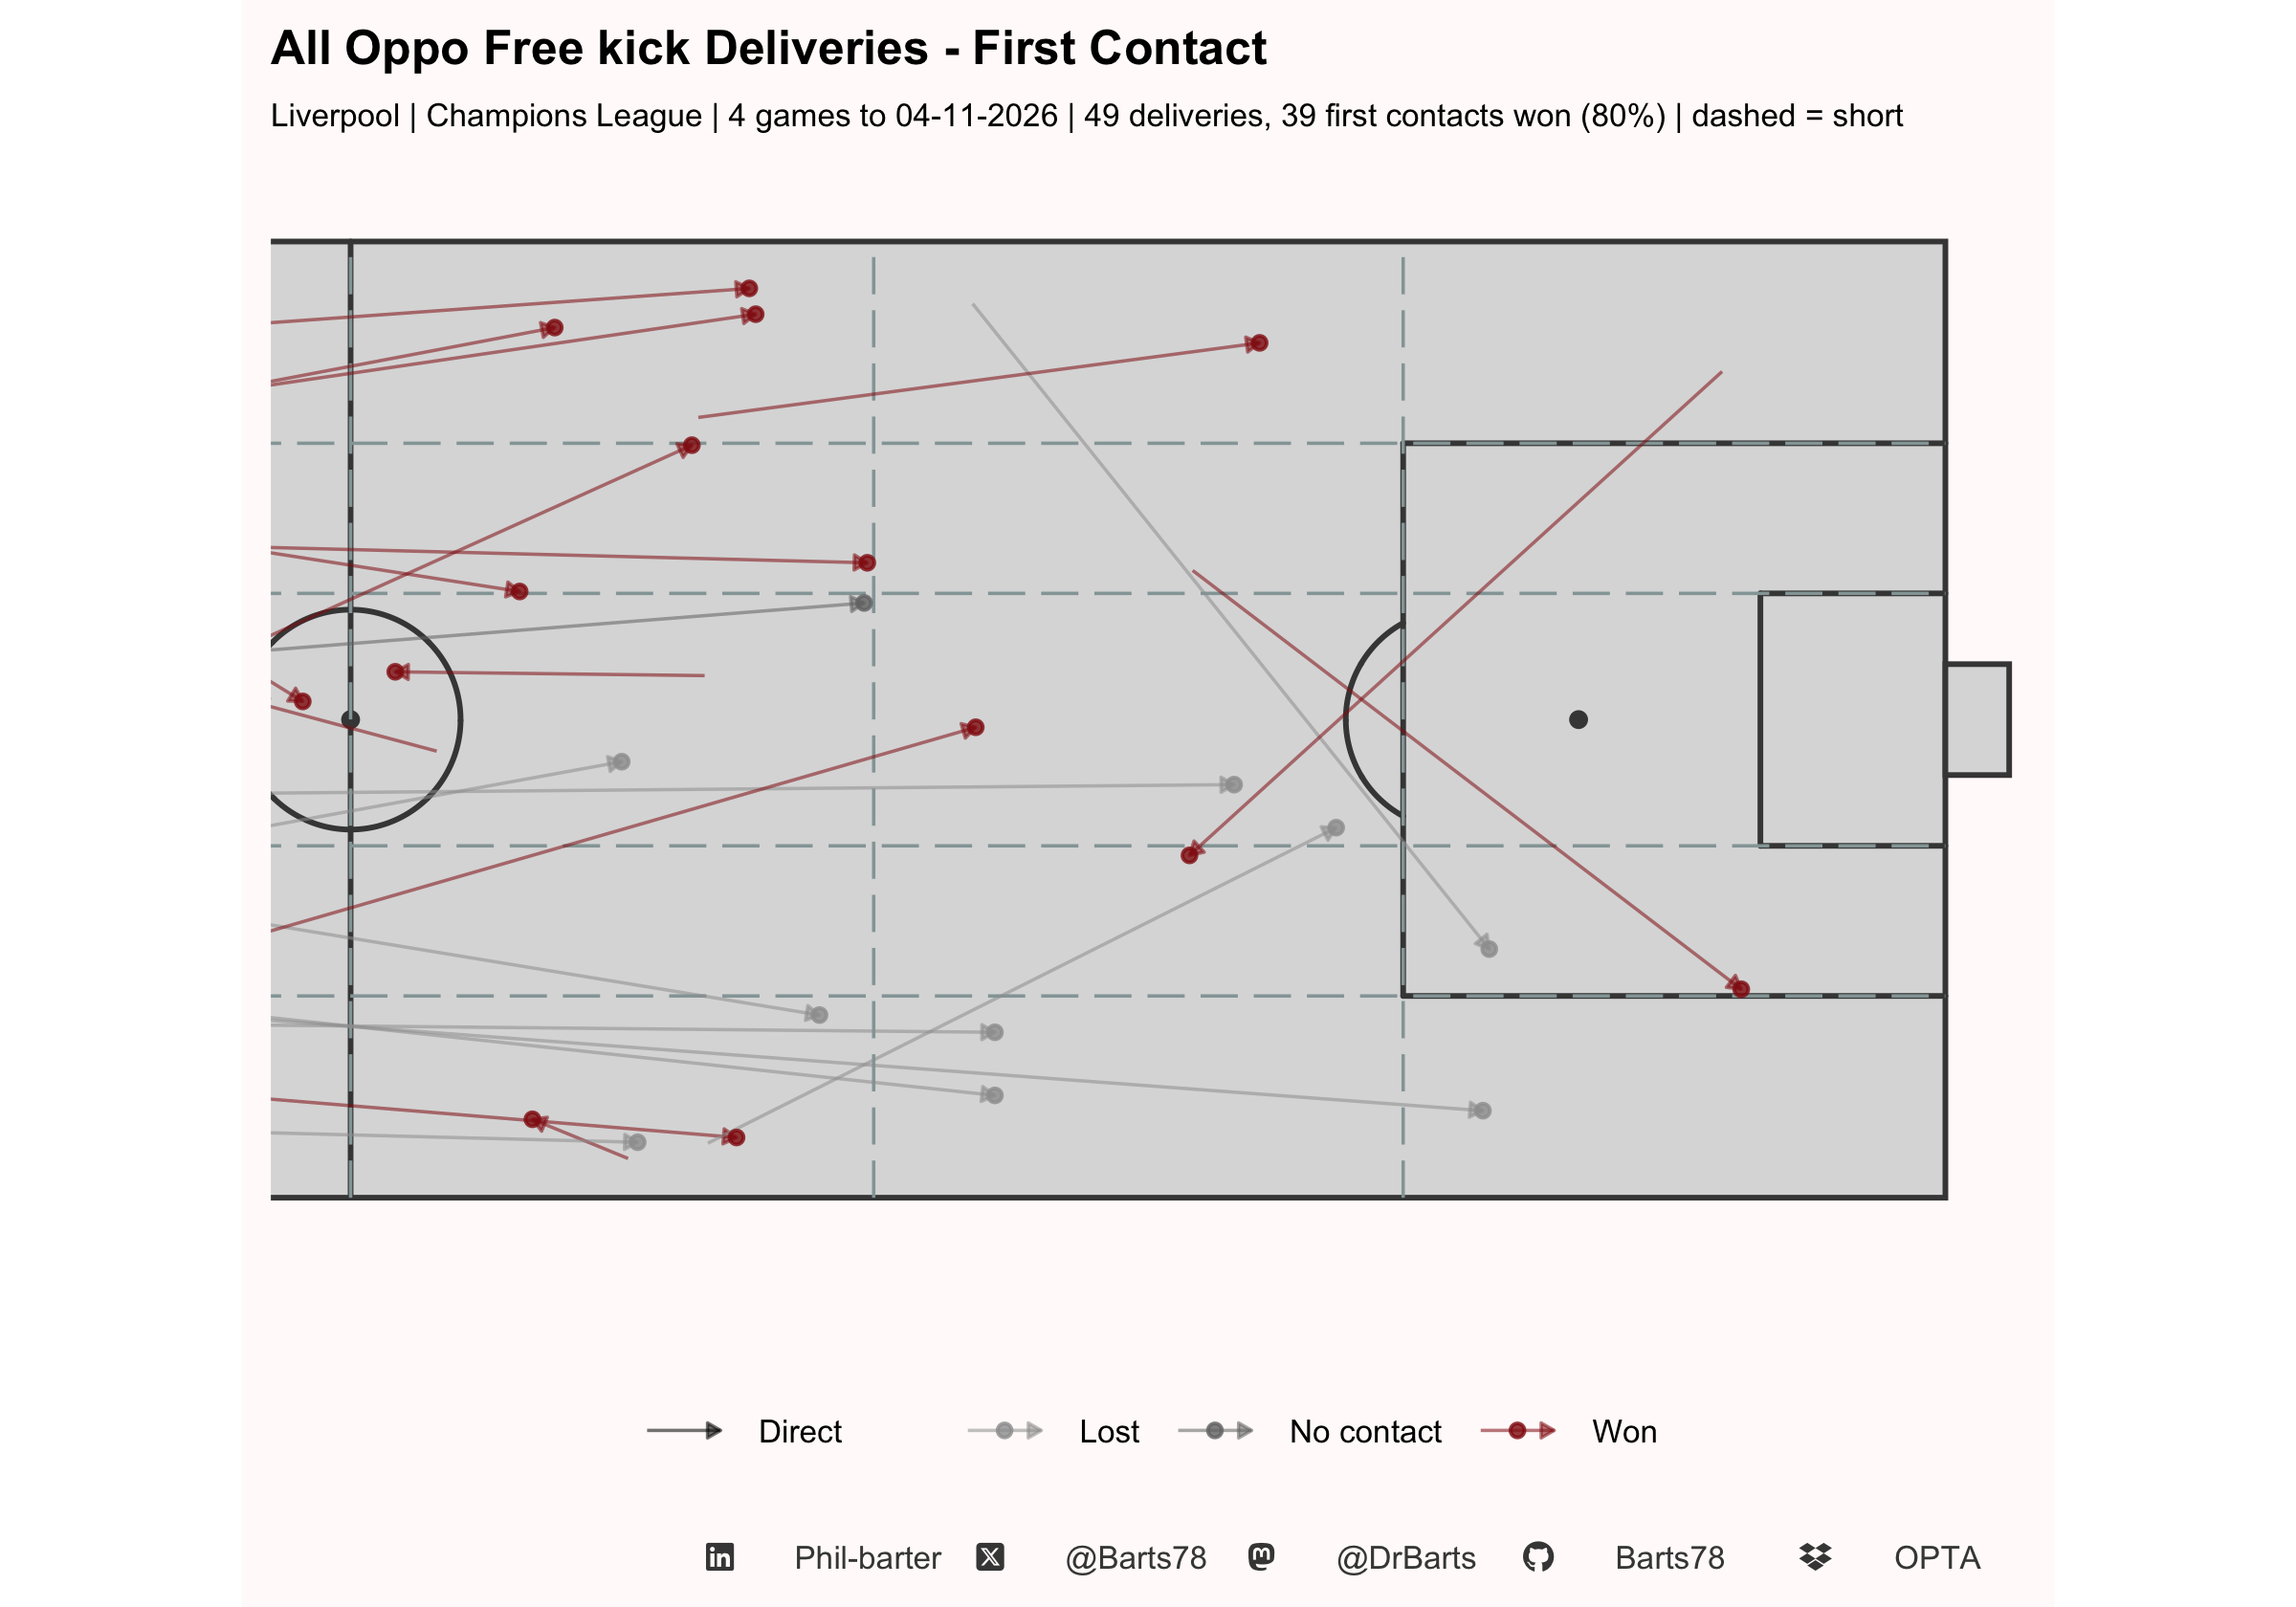 All Oppo Free kick Deliveries - First Contact
Liverpool | Champions League | 4 games to 04-11-2026 | 49 deliveries, 39 first contacts won (80%) | dashed = short
Direct Lost No contact Won
Phil-barter @Barts78 @DrBarts Barts78 OPTA